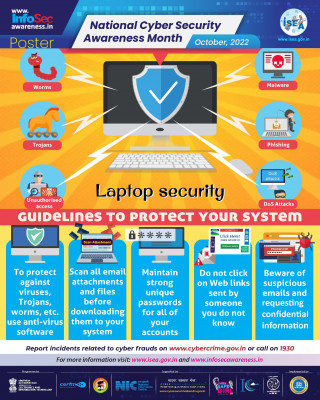 www.
InfoSec
awareness.in
Poster
National Cyber Security
Awareness Month
October, 2022
ISEA
www.isea.gov.in
Worms
Malware
Trojans
Phishing
Unauthorised
access
DoS Attacks
Laptop security
GUIDELINES TO PROTECT YOUR SYSTEM
To protect
against
viruses,
Trojans,
worms, etc.
use anti-virus
software
Scan all email
attachments
and files
before
downloading
them to your
system
Maintain
strong
unique
passwords
for all of
your
accounts
Do not click
on Web links
sent by
someone
you do not
know
Beware of
suspicious
emails and
requesting
confidential
information
Report incidents related to cyber frauds on www.cybercrime.gov.in or call on 1930
For more information visit: www.isea.gov.in and www.infosecawareness.in
NIC